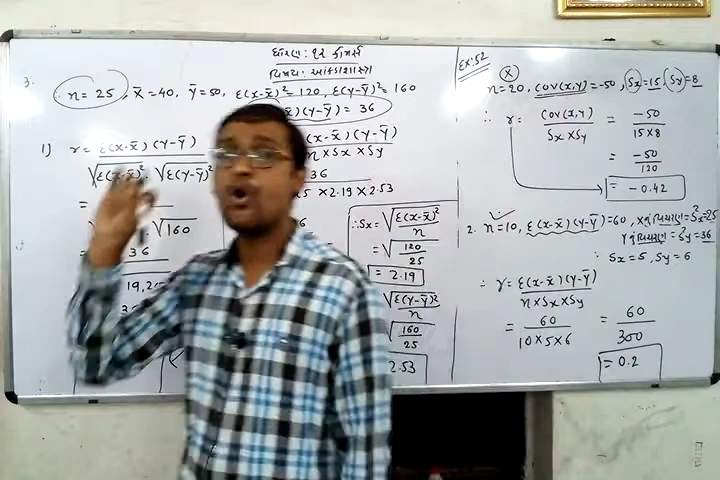 ધોરણ : ૧૨ કોમર્સ
વિષય : આંકડાશાસ્ત્ર
3.
n = 25, x̄ = 40, ȳ = 50, Σ(x-x̄)² = 120, Σ(y-ȳ)² = 160
x̄)(y-ȳ) = 36
1) r = Σ(x-x̄)(y-ȳ)
√Σ(x-x̄)² · √Σ(y-ȳ)²
(x-x̄)(y-ȳ)
n × Sx × Sy
=
√160
36
5 × 2.19 × 2.53
36
19.2
∴ Sx = √Σ(x-x̄)²
n
= √120
25
= 2.19
√Σ(y-ȳ)²
n
√160
25
2.53
Ex:52
(x)
n = 20, COV(x,y) = -50, Sx = 15, Sy = 8
∴ r = COV(x,y) = -50
Sx × Sy 15 × 8
= -50
120
= -0.42
2. n = 10, Σ(x-x̄)(y-ȳ) = 60, xનું વિચરણ = S²x = 25
yનું વિચરણ = S²y = 36
∴ Sx = 5, Sy = 6
∴ r = Σ(x-x̄)(y-ȳ)
n × Sx × Sy
= 60 = 60
10 × 5 × 6 300
= 0.2